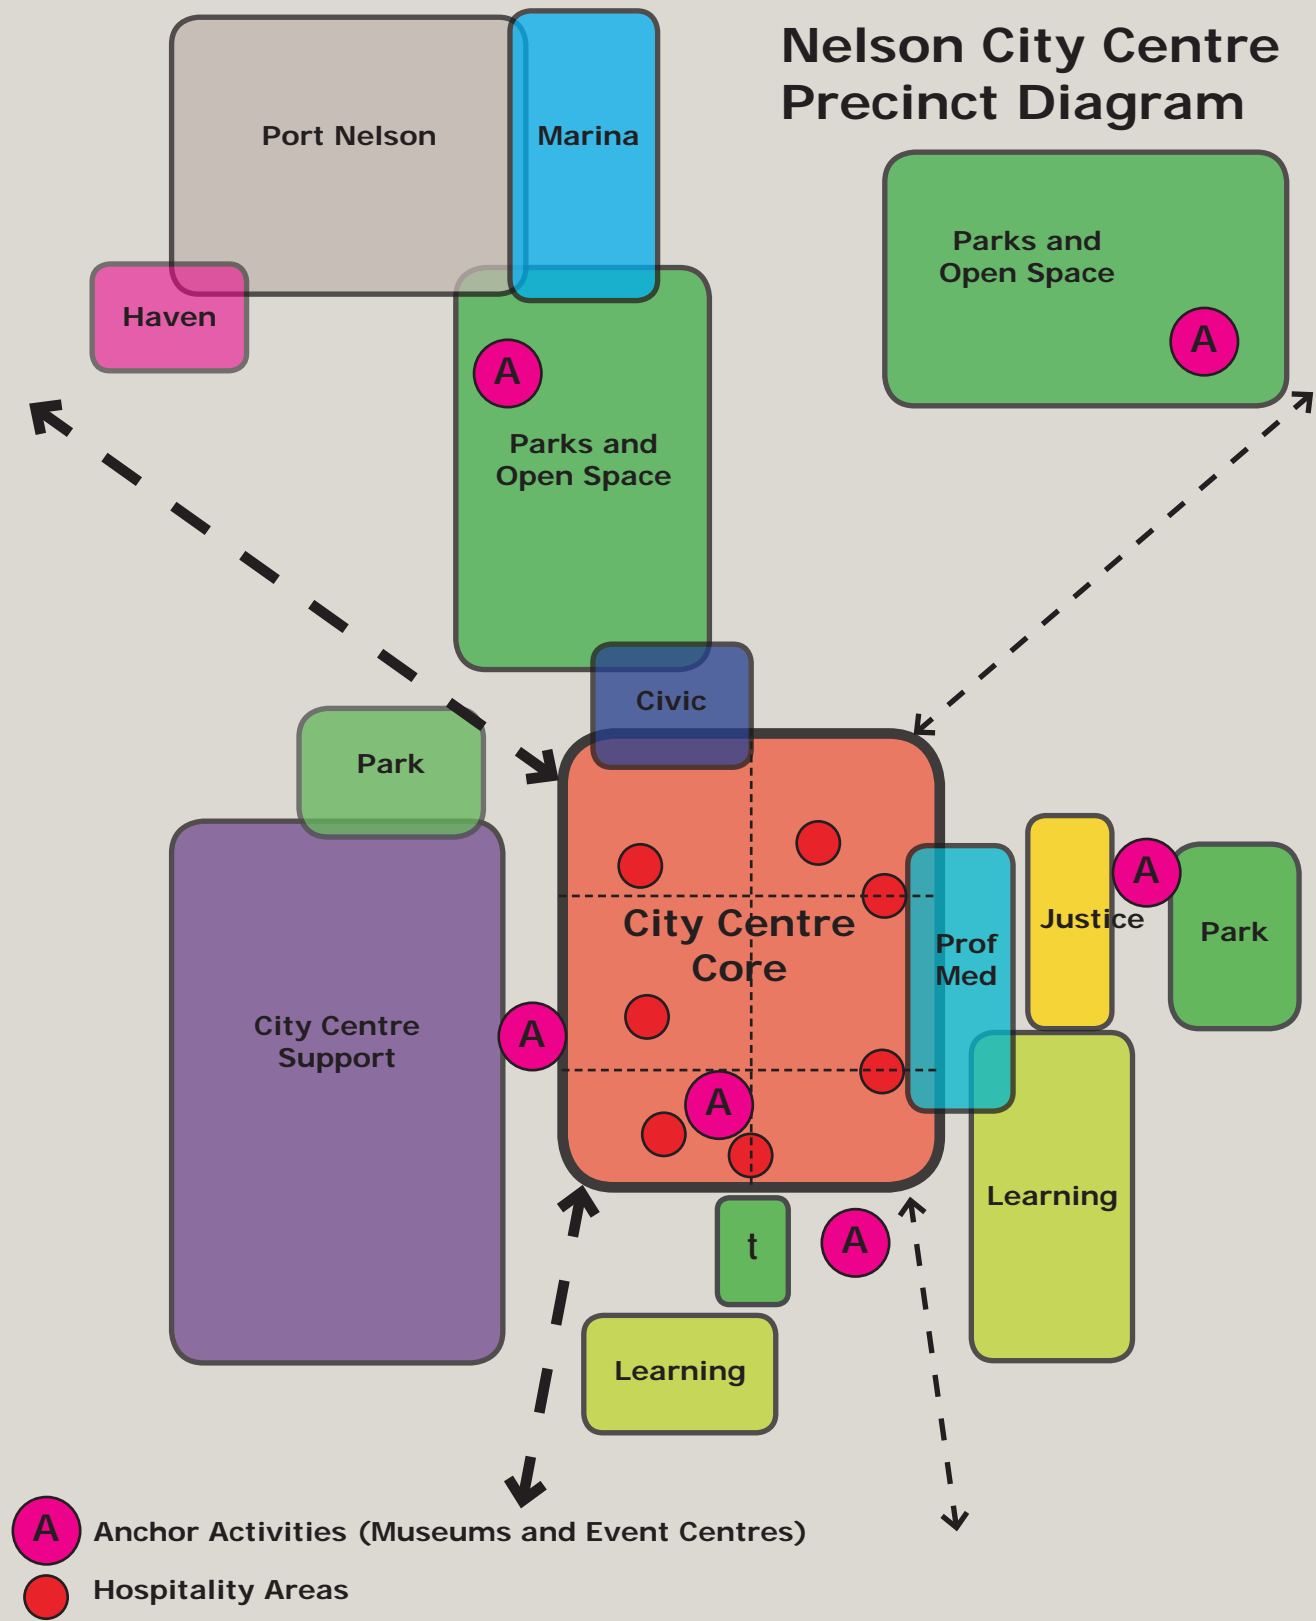 Nelson City Centre
Precinct Diagram
Port Nelson
Marina
Parks and
Open Space
A
Haven
A
Parks and
Open Space
Civic
Park
City Centre
Core
Prof
Med
Justice
A
Park
City Centre
Support
A
A
Learning
t
A
Learning
A Anchor Activities (Museums and Event Centres)
Hospitality Areas